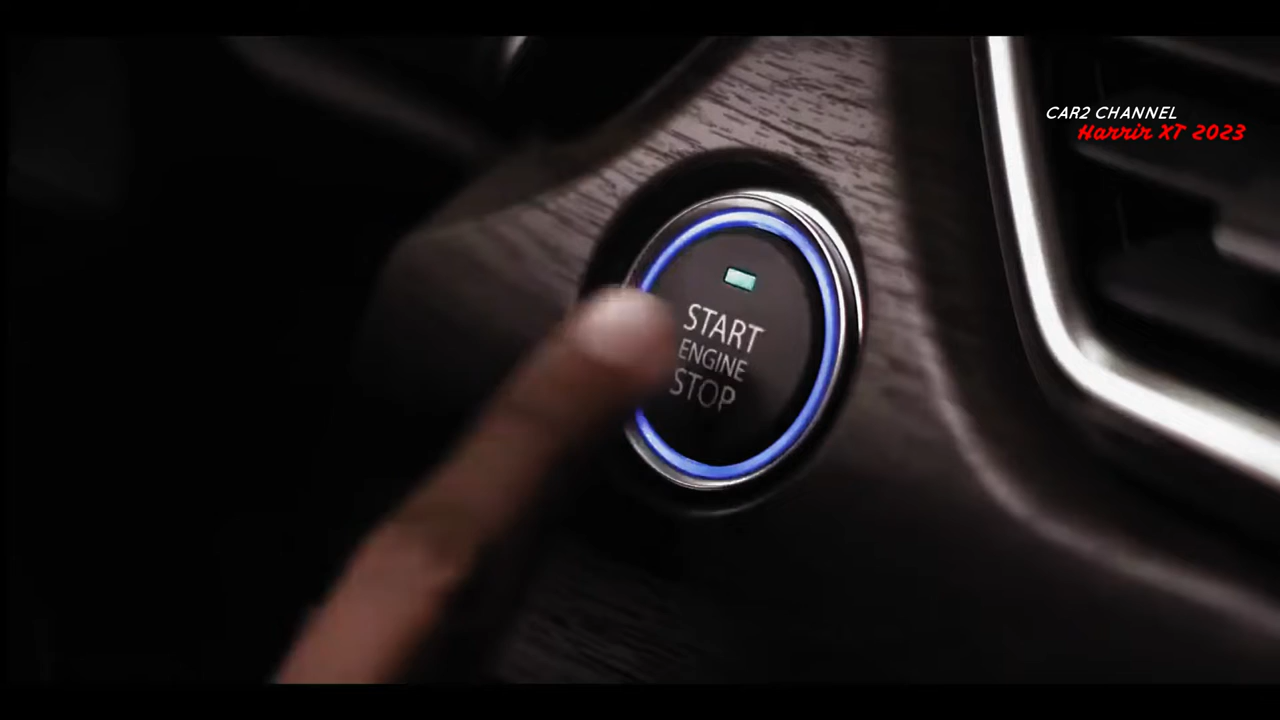 CAR2 CHANNEL
Harrir XT 2023
START
ENGINE
STOP